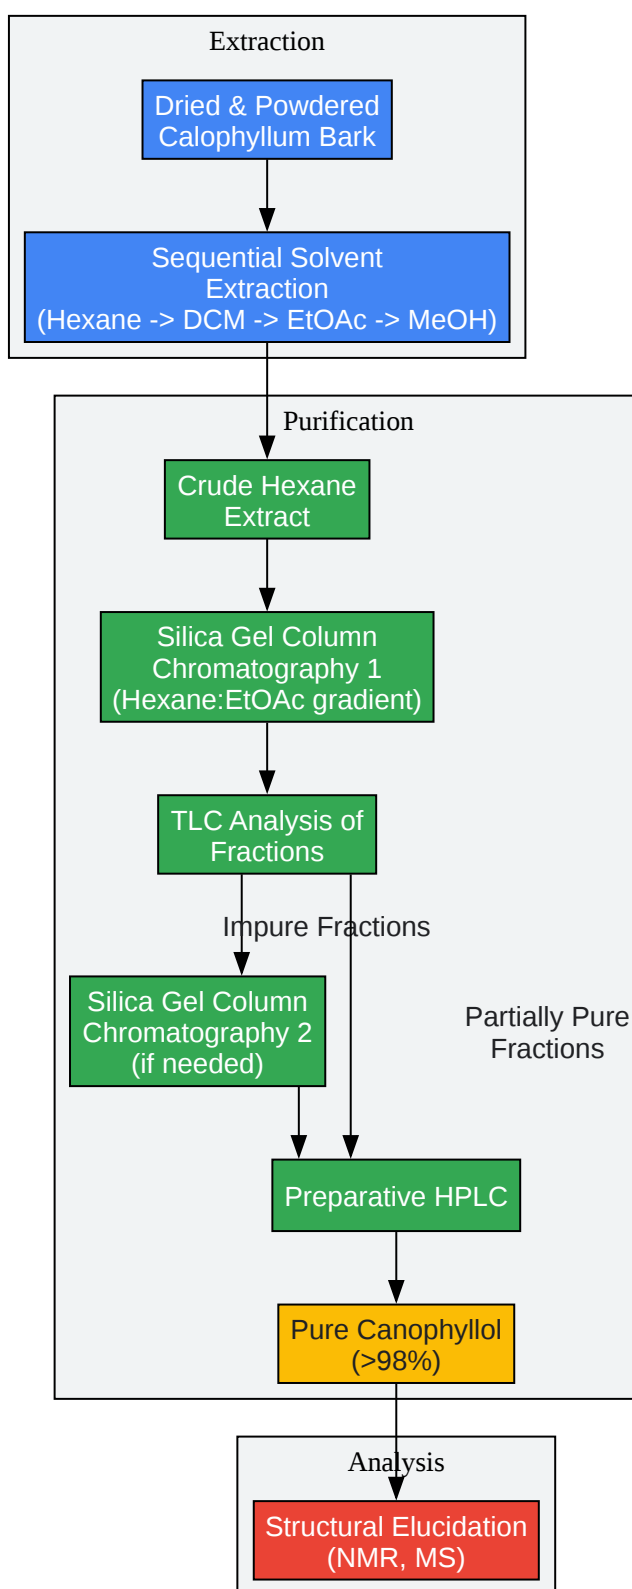 Extraction
Dried & Powdered
Calophyllum Bark
Sequential Solvent
Extraction
(Hexane -> DCM -> EtOAc -> MeOH)
Purification
Crude Hexane
Extract
Silica Gel Column
Chromatography 1
(Hexane:EtOAc gradient)
TLC Analysis of
Fractions
Impure Fractions
Silica Gel Column
Chromatography 2
(if needed)
Partially Pure
Fractions
Preparative HPLC
Pure Canophyllol
(>98%)
Analysis
Structural Elucidation
(NMR, MS)